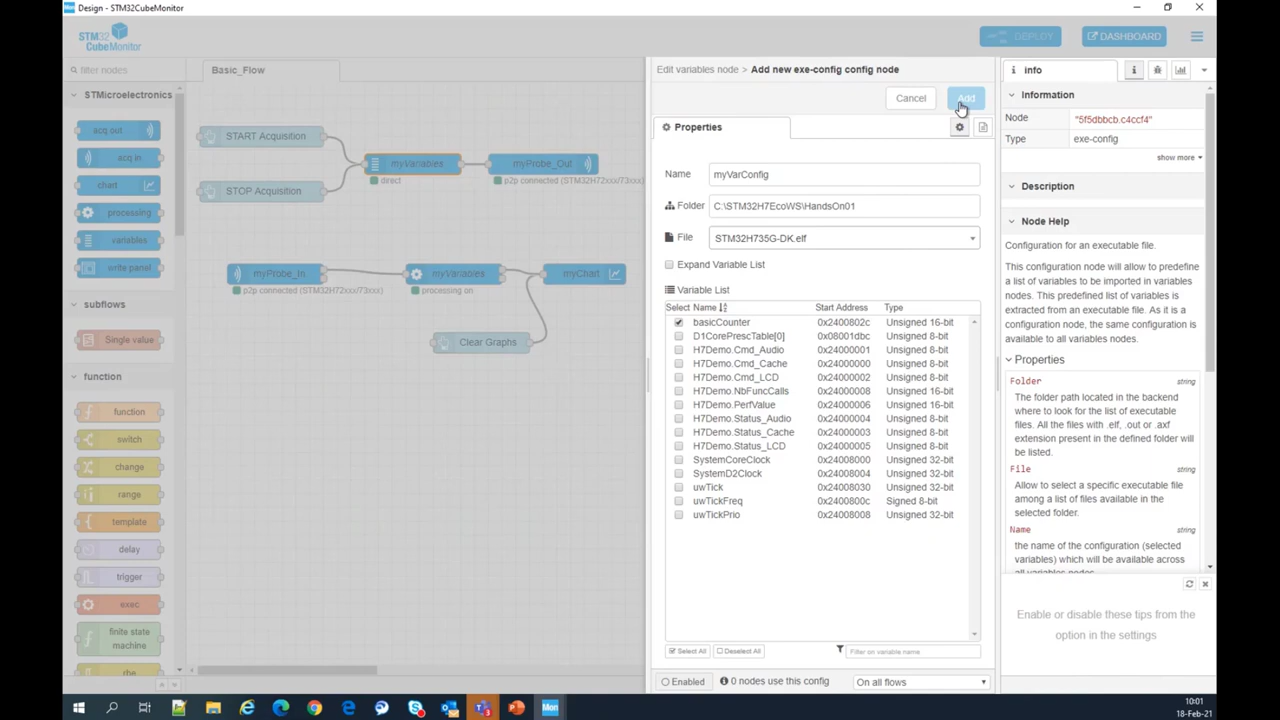 Mon
Design - STM32CubeMonitor
STM32
CubeMonitor
DEPLOY
DASHBOARD
filter nodes
Basic_Flow
STMicroelectronics
acq out
acq in
chart
processing
variables
write panel
subflows
Single value
function
function
switch
change
range
template
delay
trigger
exec
finite state
machine
rbe
START Acquisition
STOP Acquisition
myVariables
direct
myProbe_Out
p2p connected (STM32H72xxx/73xxx)
myProbe_In
p2p connected (STM32H72xxx/73xxx)
myVariables
processing on
myChart
Clear Graphs
Edit variables node > Add new exe-config config node
Cancel
Add
Properties
Name
myVarConfig
Folder
C:\STM32H7EcoWS\HandsOn01
File
STM32H735G-DK.elf
Expand Variable List
Variable List
Select Name Start Address Type
basicCounter 0x2400802c Unsigned 16-bit
D1CorePrescTable[0] 0x08001dbc Unsigned 8-bit
H7Demo.Cmd_Audio 0x24000001 Unsigned 8-bit
H7Demo.Cmd_Cache 0x24000000 Unsigned 8-bit
H7Demo.Cmd_LCD 0x24000002 Unsigned 8-bit
H7Demo.NbFuncCalls 0x24000008 Unsigned 16-bit
H7Demo.PerfValue 0x24000006 Unsigned 16-bit
H7Demo.Status_Audio 0x24000004 Unsigned 8-bit
H7Demo.Status_Cache 0x24000003 Unsigned 8-bit
H7Demo.Status_LCD 0x24000005 Unsigned 8-bit
SystemCoreClock 0x24008000 Unsigned 32-bit
SystemD2Clock 0x24008004 Unsigned 32-bit
uwTick 0x24008030 Unsigned 32-bit
uwTickFreq 0x2400800c Signed 8-bit
uwTickPrio 0x24008008 Unsigned 32-bit
Select All
Deselect All
Filter on variable name
Enabled
0 nodes use this config
On all flows
info
Information
Node "5f5dbbcb.c4ccf4"
Type exe-config
show more
Description
Node Help
Configuration for an executable file.
This configuration node will allow to predefine
a list of variables to be imported in variables
nodes. This predefined list of variables is
extracted from an executable file. As it is a
configuration node, the same configuration is
available to all variables nodes.
Properties
Folder string
The folder path located in the backend
where to look for the list of executable
files. All the files with .elf, .out or .axf
extension present in the defined folder will
be listed.
File string
Allow to select a specific executable file
among a list of files available in the
selected folder.
Name string
the name of the configuration (selected
variables) which will be available across
all variables nodes.
Enable or disable these tips from the
option in the settings
Mon
10:01
18-Feb-21